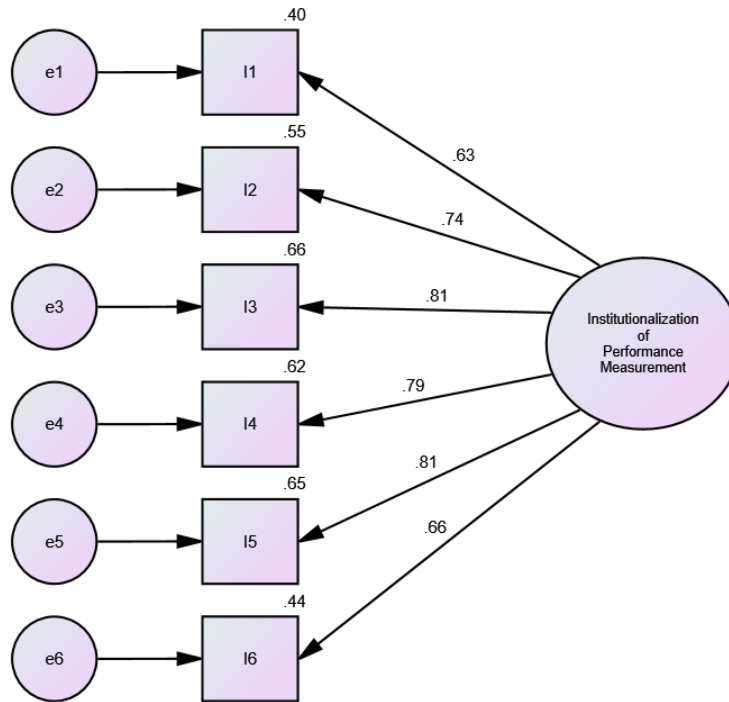 .40
e1
I1
.63
.55
e2
I2
.74
.66
e3
I3
.81
Institutionalization
of
Performance
Measurement
.62
e4
I4
.79
.65
e5
I5
.81
.44
e6
I6
.66